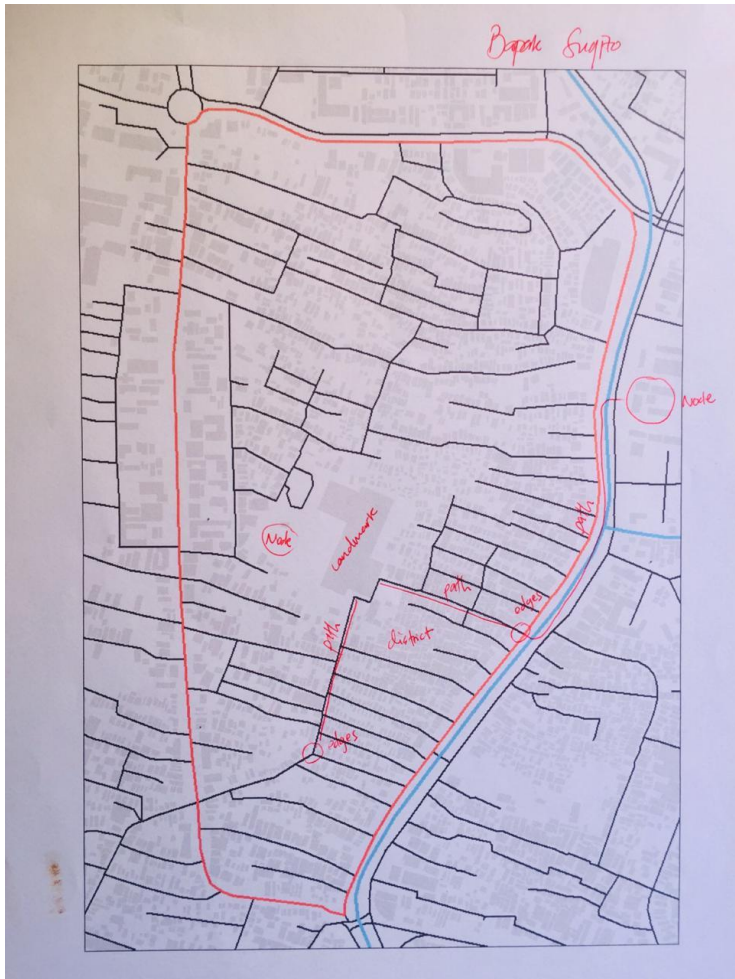 Bapak Sugito
Node
path
Node
landmark
path
edges
path
district
edges